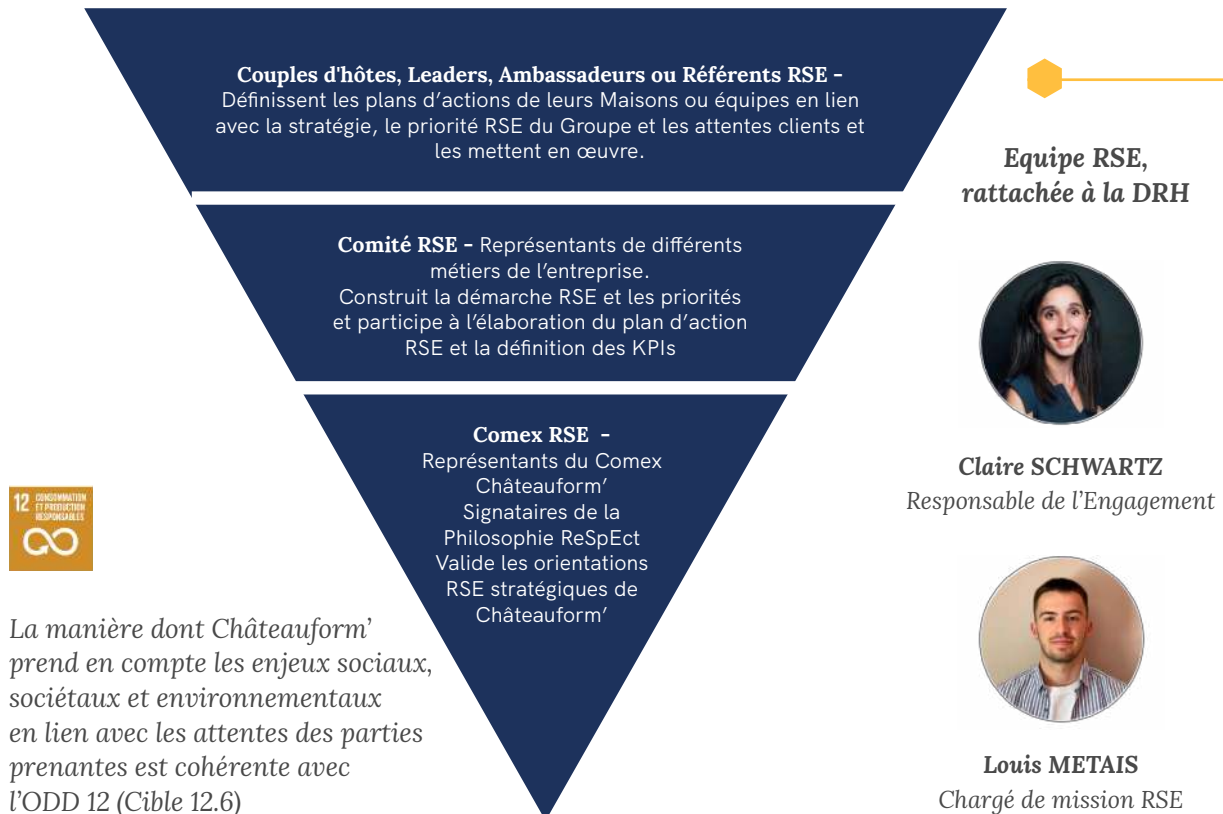 Couples d'hôtes, Leaders, Ambassadeurs ou Référents RSE -
Définissent les plans d’actions de leurs Maisons ou équipes en lien
avec la stratégie, le priorité RSE du Groupe et les attentes clients et
les mettent en œuvre.
Comité RSE - Représentants de différents
métiers de l’entreprise.
Construit la démarche RSE et les priorités
et participe à l’élaboration du plan d’action
RSE et la définition des KPIs
Comex RSE -
Représentants du Comex
Châteauform’
Signataires de la
Philosophie ReSpEct
Valide les orientations
RSE stratégiques de
Châteauform’
12 CONSOMMATION
ET PRODUCTION
RESPONSABLES
La manière dont Châteauform’
prend en compte les enjeux sociaux,
sociétaux et environnementaux
en lien avec les attentes des parties
prenantes est cohérente avec
l’ODD 12 (Cible 12.6)
Equipe RSE,
rattachée à la DRH
Claire SCHWARTZ
Responsable de l’Engagement
Louis METAIS
Chargé de mission RSE